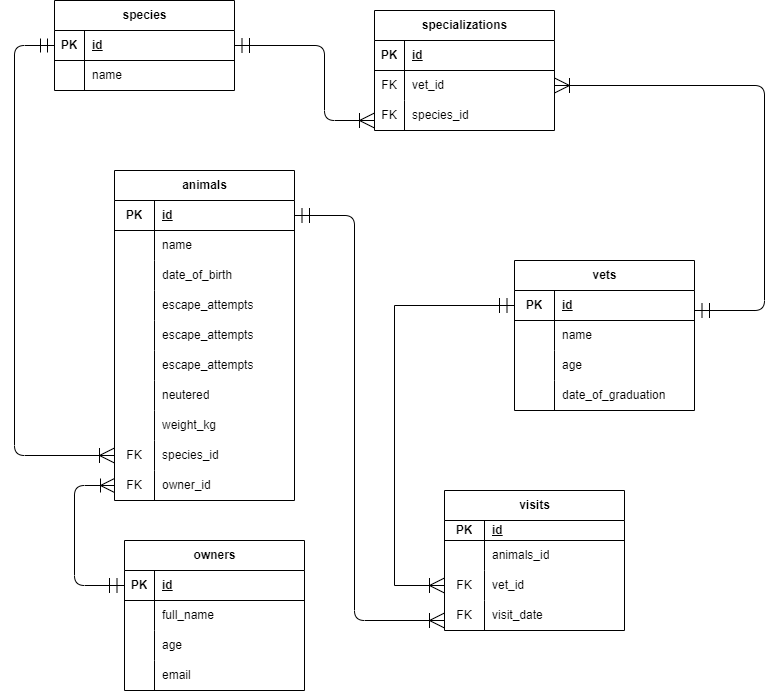 species
PK id
name
specializations
PK id
FK vet_id
FK species_id
animals
PK id
name
date_of_birth
escape_attempts
escape_attempts
escape_attempts
neutered
weight_kg
FK species_id
FK owner_id
vets
PK id
name
age
date_of_graduation
owners
PK id
full_name
age
email
visits
PK id
animals_id
FK vet_id
FK visit_date